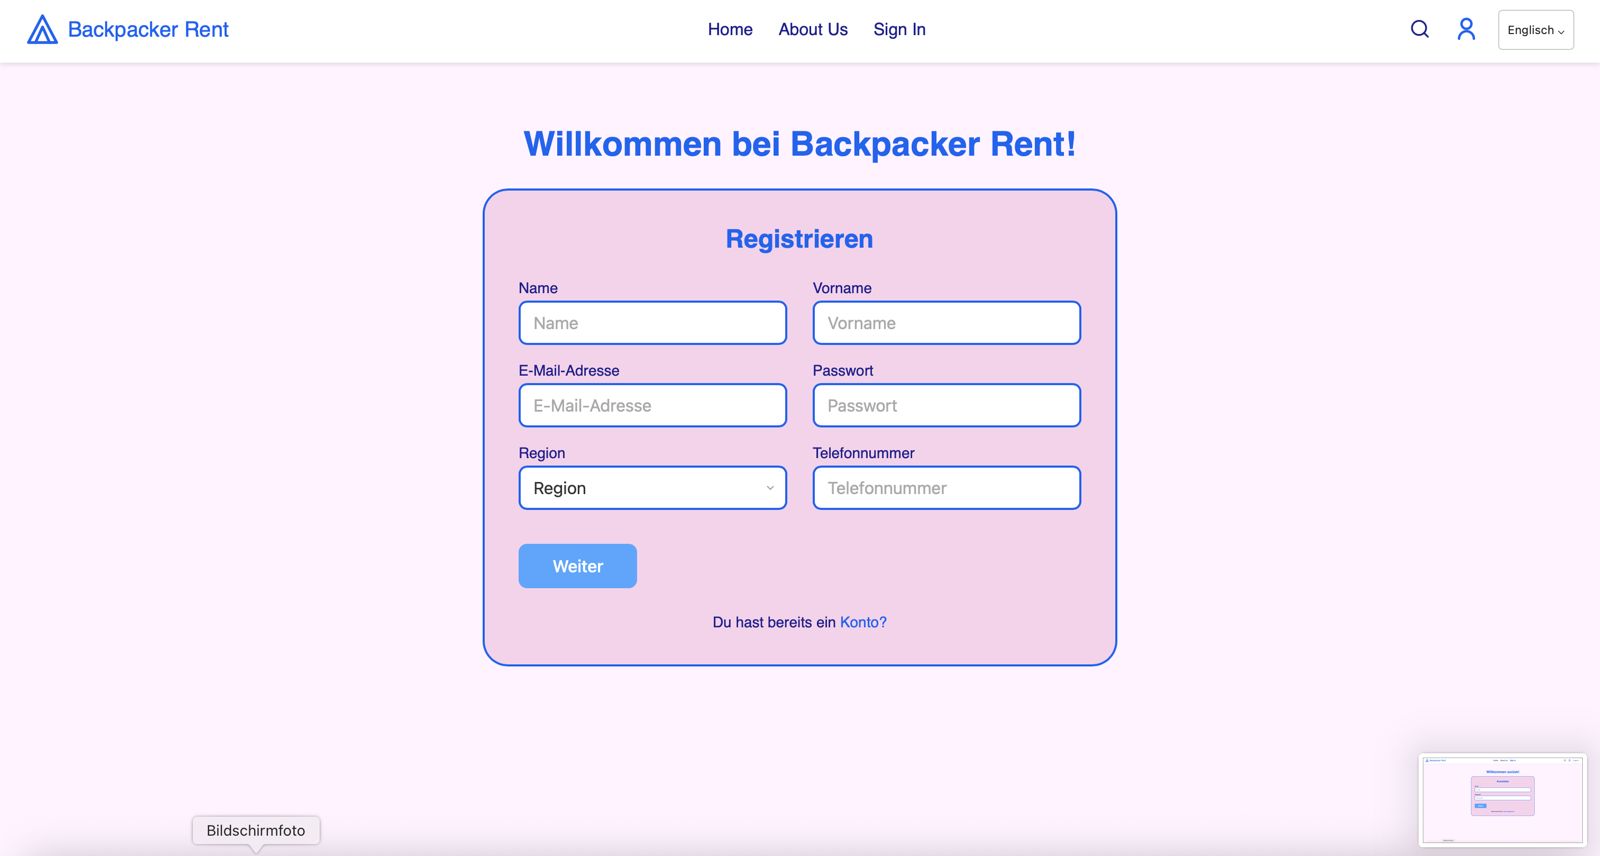 Backpacker Rent
Home
About Us
Sign In
Englisch
Willkommen bei Backpacker Rent!
Registrieren
Name
Vorname
Name
Vorname
E-Mail-Adresse
Passwort
E-Mail-Adresse
Passwort
Region
Telefonnummer
Region
Telefonnummer
Weiter
Du hast bereits ein Konto?
Bildschirmfoto